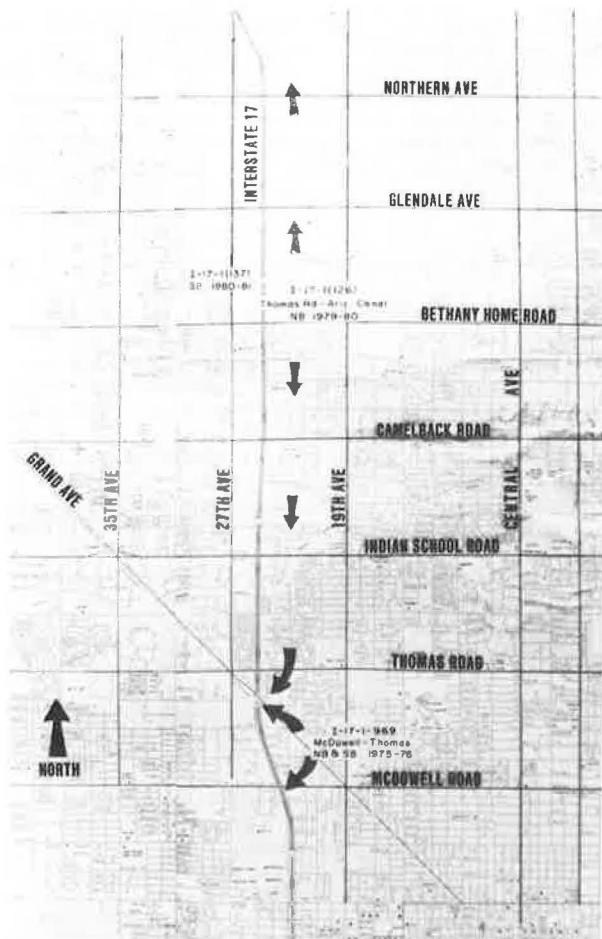 NORTHERN AVE
INTERSTATE 17
GLENDALE AVE
I-17-1(137)
SB 1980-81
I-17-1(126)
Thomas Rd-Ariz. Canal
NB 1979-80
BETHANY HOME ROAD
CAMELBACK ROAD
GRAND AVE
35TH AVE
27TH AVE
19TH AVE
CENTRAL AVE
INDIAN SCHOOL ROAD
THOMAS ROAD
I-17-1-969
McDowell-Thomas
NB & SB 1975-76
NORTH
MCDOWELL ROAD